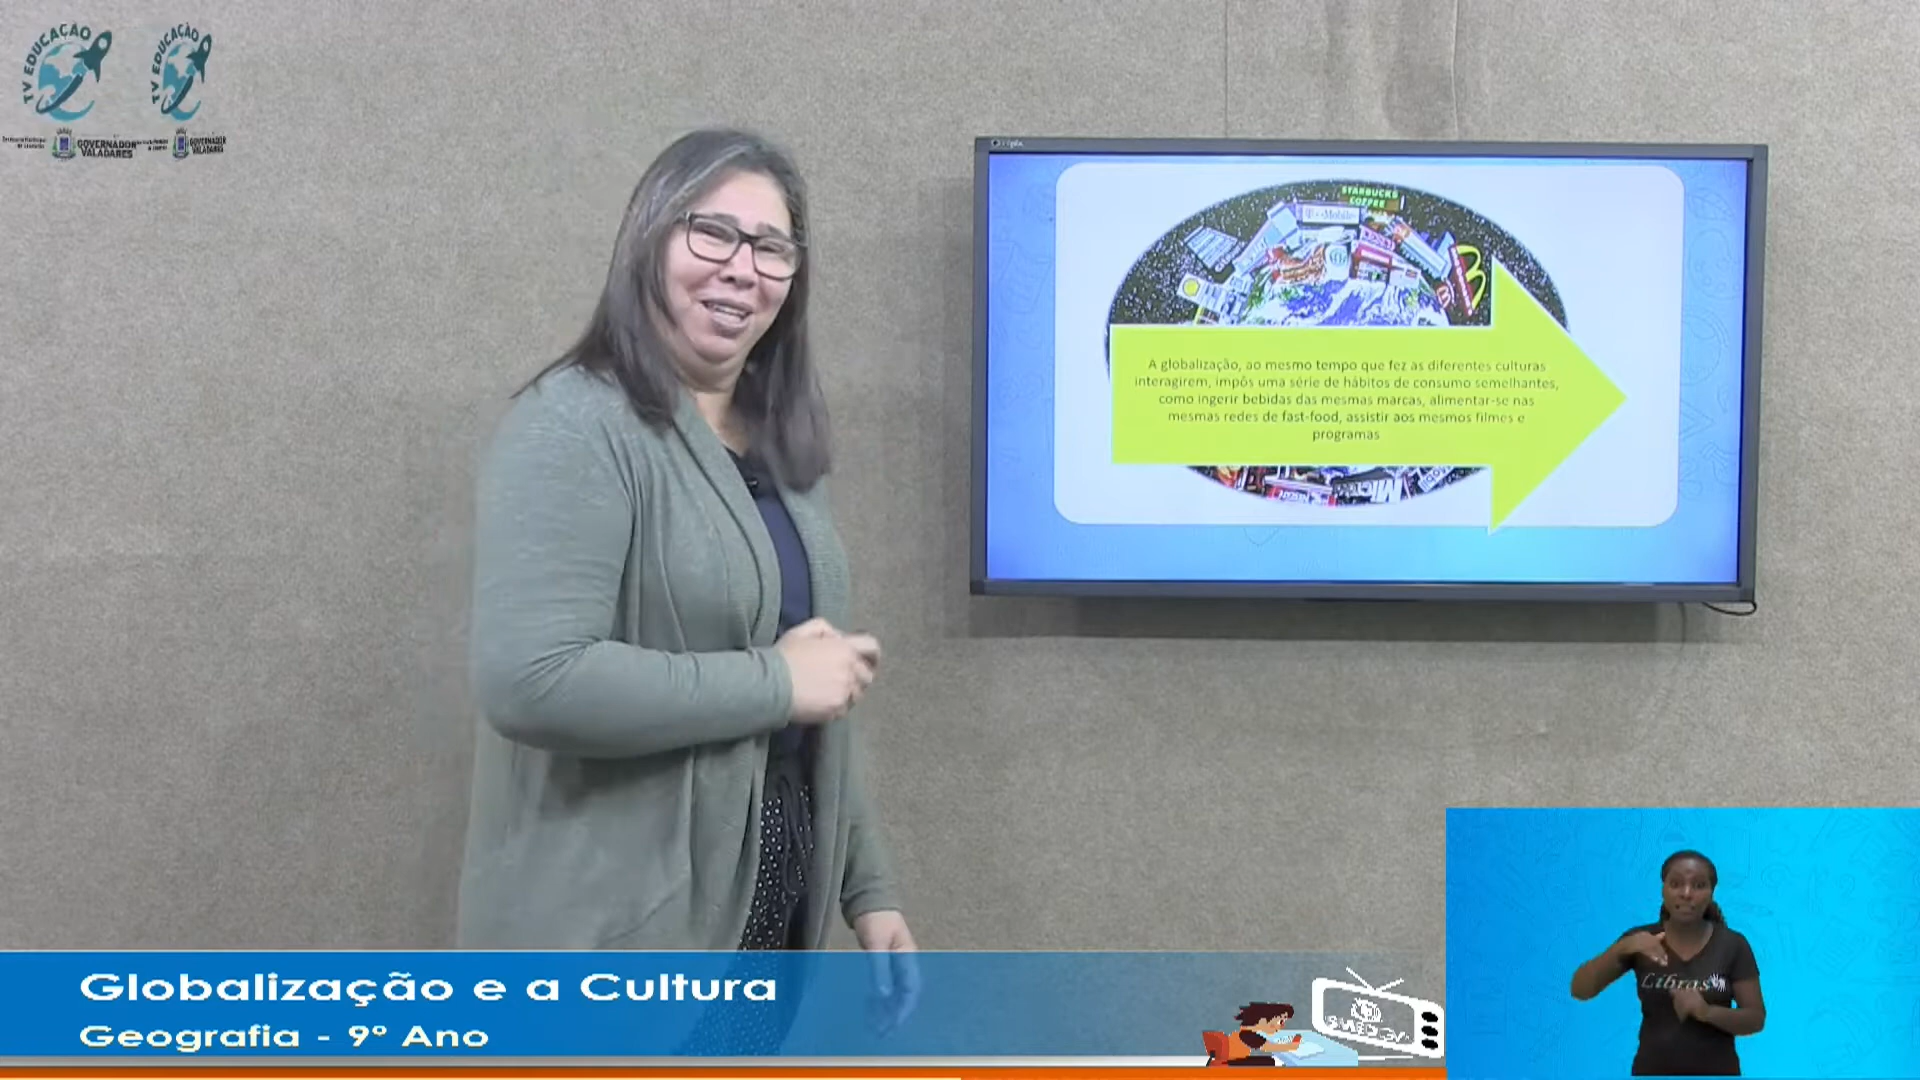 TV EDUCAÇÃO
TV EDUCAÇÃO
GOVERNADOR
VALADARES
GOVERNADOR
VALADARES
STARBUCKS
COFFEE
T-Mobile
A globalização, ao mesmo tempo que fez as diferentes culturas
interagirem, impôs uma série de hábitos de consumo semelhantes,
como ingerir bebidas das mesmas marcas, alimentar-se nas
mesmas redes de fast-food, assistir aos mesmos filmes e
programas
Globalização e a Cultura
Geografia - 9º Ano
Libras